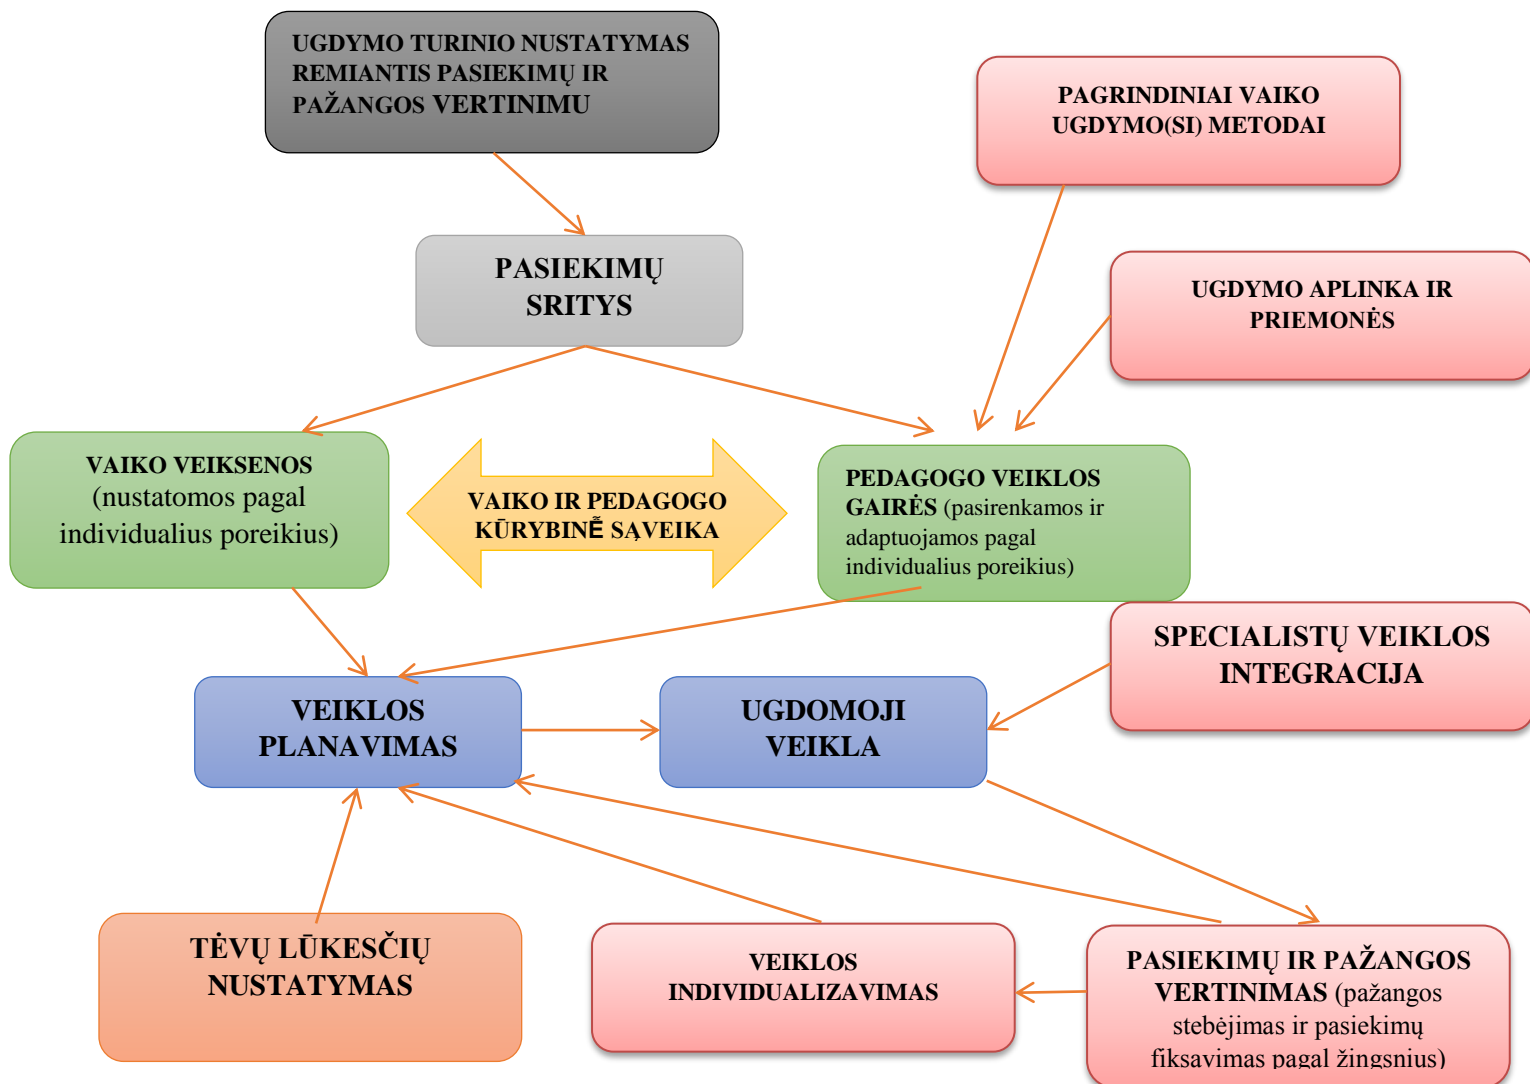 UGDYMO TURINIO NUSTATYMAS
REMIANTIS PASIEKIMŲ IR
PAŽANGOS VERTINIMU
PAGRINDINIAI VAIKO
UGDYMO(SI) METODAI
PASIEKIMŲ
SRITYS
UGDYMO APLINKA IR
PRIEMONĖS
VAIKO VEIKSENOS
(nustatomos pagal
individualius poreikius)
VAIKO IR PEDAGOGO
KŪRYBINĖ SĄVEIKA
PEDAGOGO VEIKLOS
GAIRĖS (pasirenkamos ir
adaptuojamos pagal
individualius poreikius)
SPECIALISTŲ VEIKLOS
INTEGRACIJA
VEIKLOS
PLANAVIMAS
UGDOMOJI
VEIKLA
TĖVŲ LŪKESČIŲ
NUSTATYMAS
VEIKLOS
INDIVIDUALIZAVIMAS
PASIEKIMŲ IR PAŽANGOS
VERTINIMAS (pažangos
stebėjimas ir pasiekimų
fiksavimas pagal žingsnius)